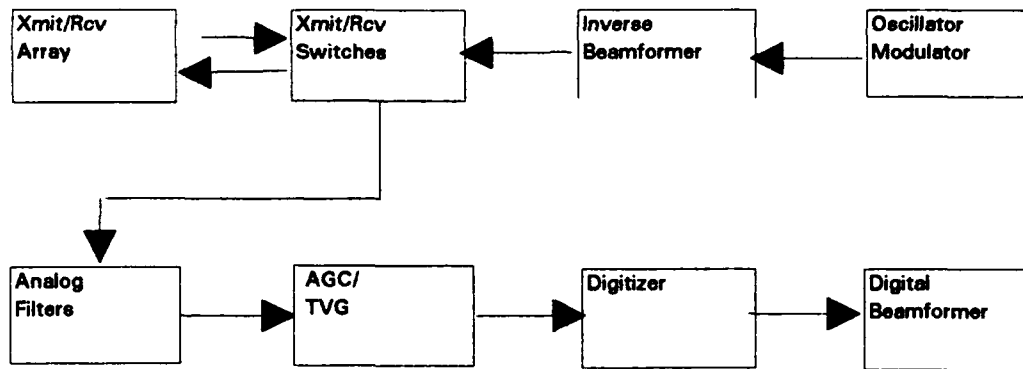 Xmit/Rcv
Array
Xmit/Rcv
Switches
Inverse
Beamformer
Oscillator
Modulator
Analog
Filters
AGC/
TVG
Digitizer
Digital
Beamformer